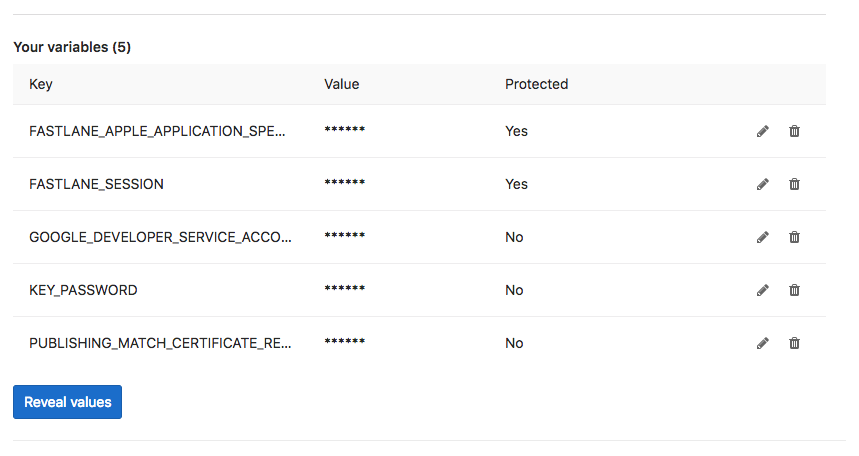 Your variables (5)
Key Value Protected
FASTLANE_APPLE_APPLICATION_SPE... ****** Yes
FASTLANE_SESSION ****** Yes
GOOGLE_DEVELOPER_SERVICE_ACCO... ****** No
KEY_PASSWORD ****** No
PUBLISHING_MATCH_CERTIFICATE_RE... ****** No
Reveal values